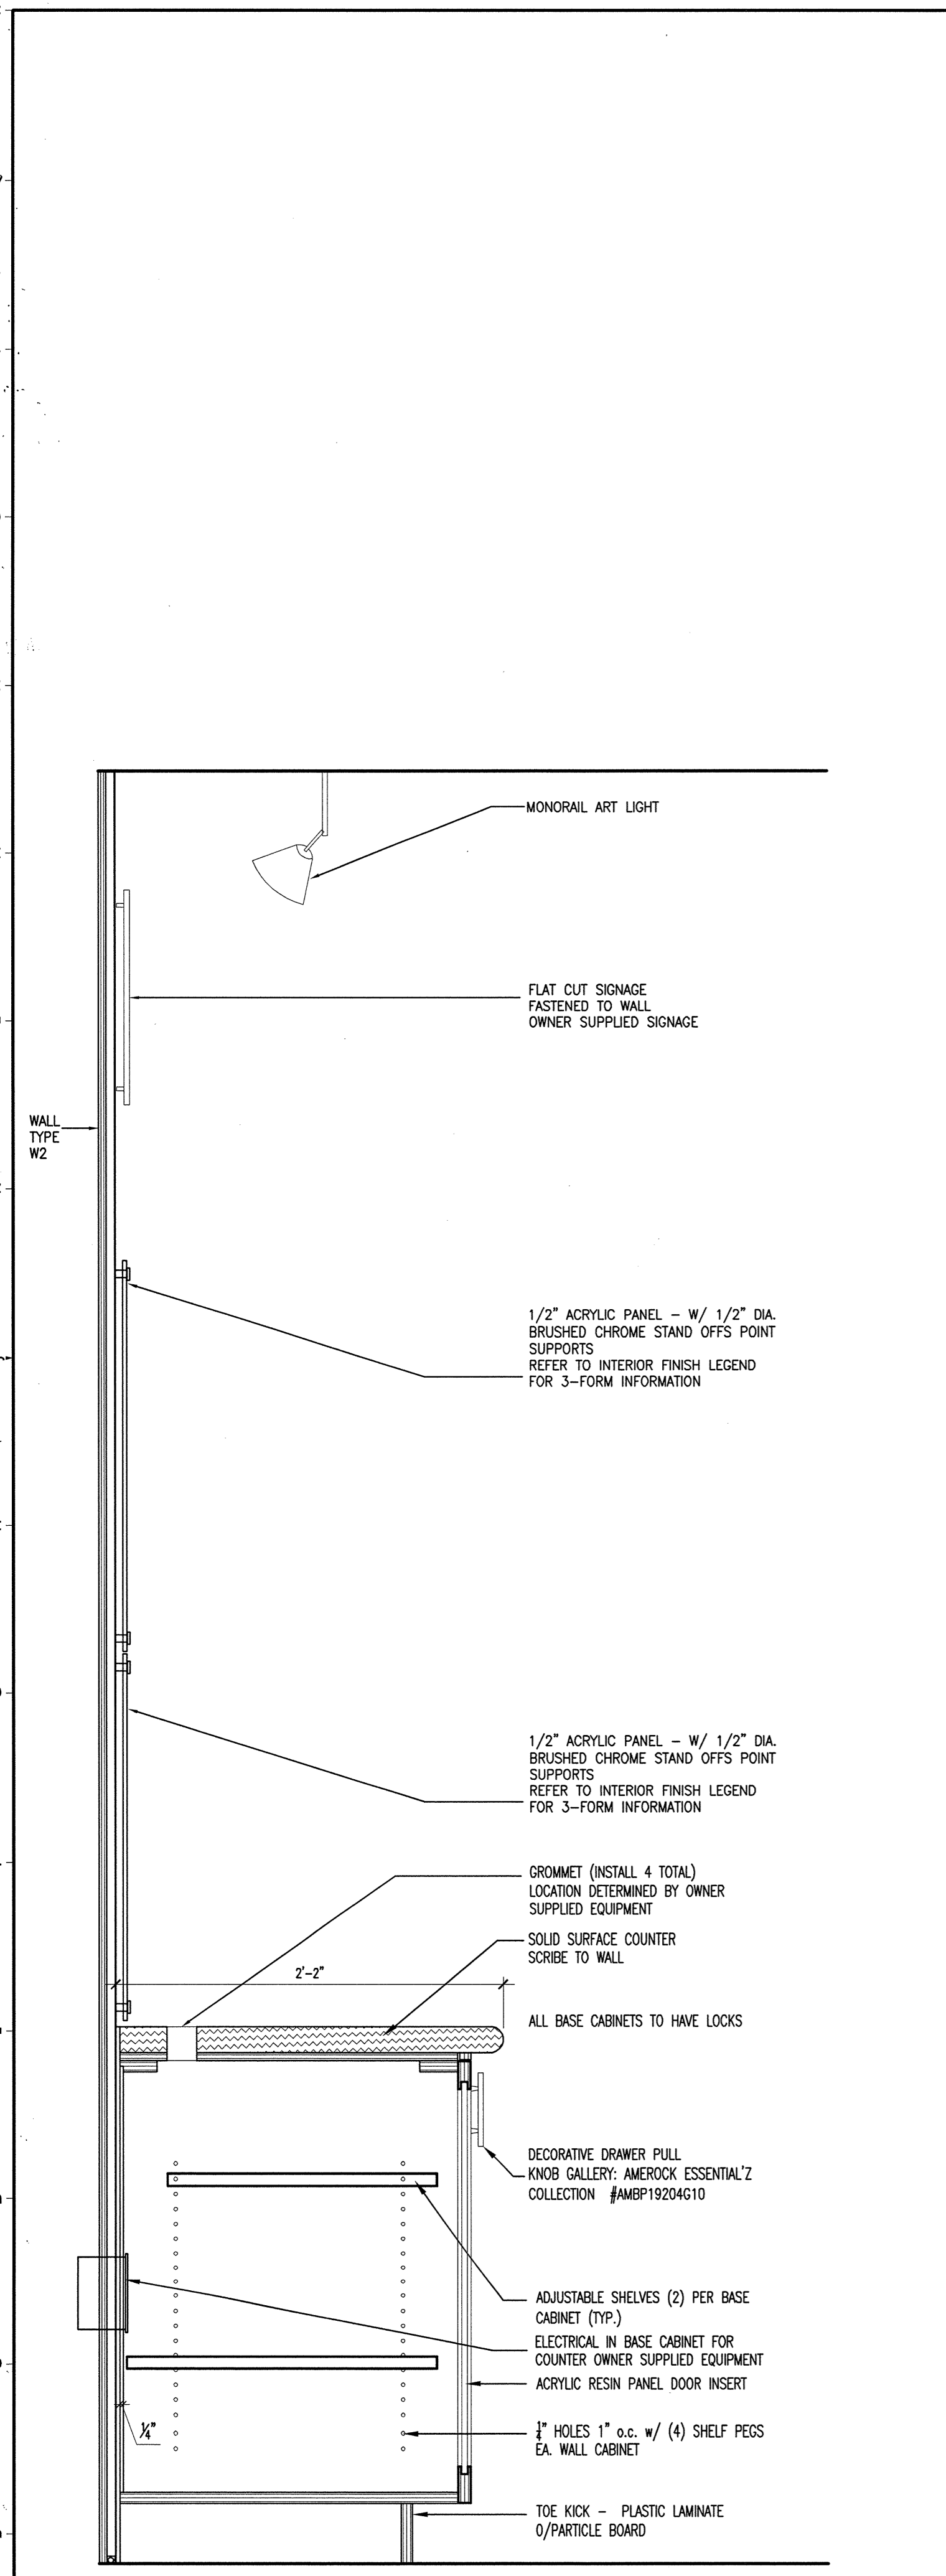 MONORAIL ART LIGHT
FLAT CUT SIGNAGE
FASTENED TO WALL
OWNER SUPPLIED SIGNAGE
WALL
TYPE
W2
1/2" ACRYLIC PANEL – W/ 1/2" DIA.
BRUSHED CHROME STAND OFFS POINT
SUPPORTS
REFER TO INTERIOR FINISH LEGEND
FOR 3–FORM INFORMATION
1/2" ACRYLIC PANEL – W/ 1/2" DIA.
BRUSHED CHROME STAND OFFS POINT
SUPPORTS
REFER TO INTERIOR FINISH LEGEND
FOR 3–FORM INFORMATION
GROMMET (INSTALL 4 TOTAL)
LOCATION DETERMINED BY OWNER
SUPPLIED EQUIPMENT
SOLID SURFACE COUNTER
SCRIBE TO WALL
2'–2"
ALL BASE CABINETS TO HAVE LOCKS
DECORATIVE DRAWER PULL
KNOB GALLERY: AMEROCK ESSENTIAL'Z
COLLECTION #AMBP19204G10
ADJUSTABLE SHELVES (2) PER BASE
CABINET (TYP.)
ELECTRICAL IN BASE CABINET FOR
COUNTER OWNER SUPPLIED EQUIPMENT
ACRYLIC RESIN PANEL DOOR INSERT
¼"
¼" HOLES 1" o.c. w/ (4) SHELF PEGS
EA. WALL CABINET
TOE KICK – PLASTIC LAMINATE
O/PARTICLE BOARD